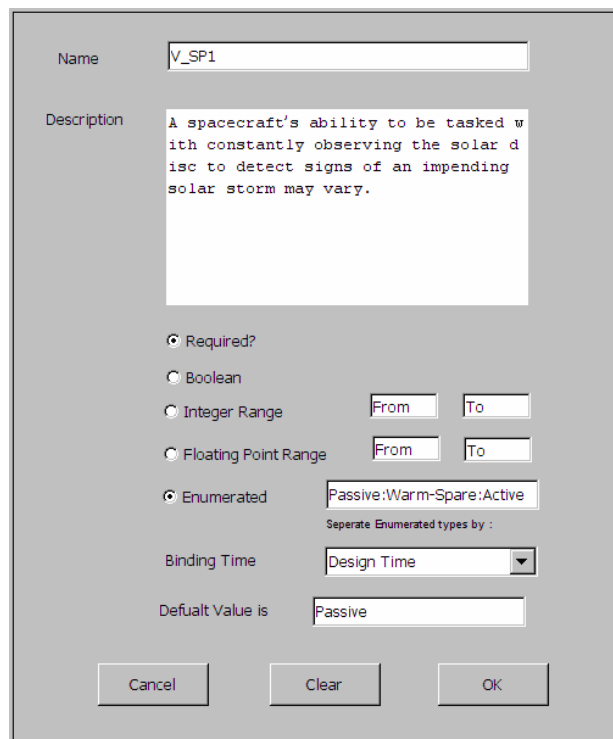 Name V_SP1
Description
A spacecraft's ability to be tasked w
ith constantly observing the solar d
isc to detect signs of an impending
solar storm may vary.
Required?
Boolean
Integer Range From To
Floating Point Range From To
Enumerated Passive:Warm-Spare:Active
Seperate Enumerated types by :
Binding Time Design Time
Defualt Value is Passive
Cancel Clear OK